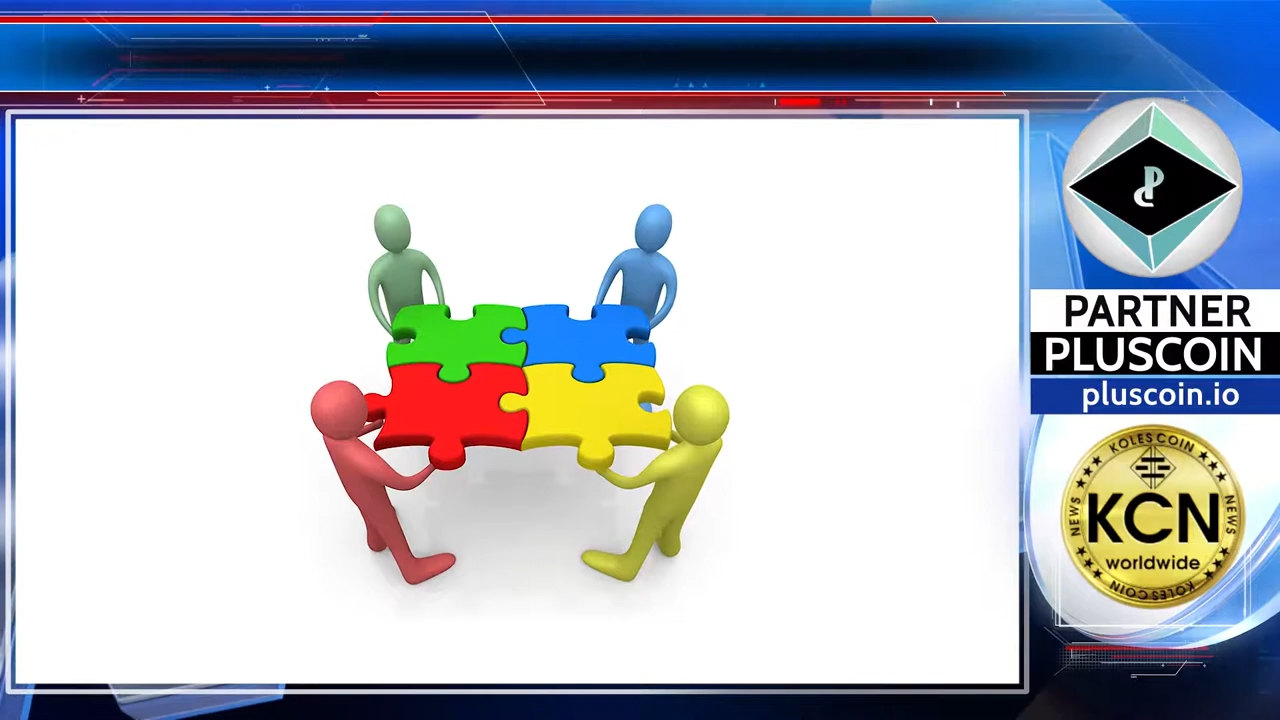 PARTNER
PLUSCOIN
pluscoin.io
KOLES COIN
NEWS
KCN
NEWS
worldwide
KOLES COIN